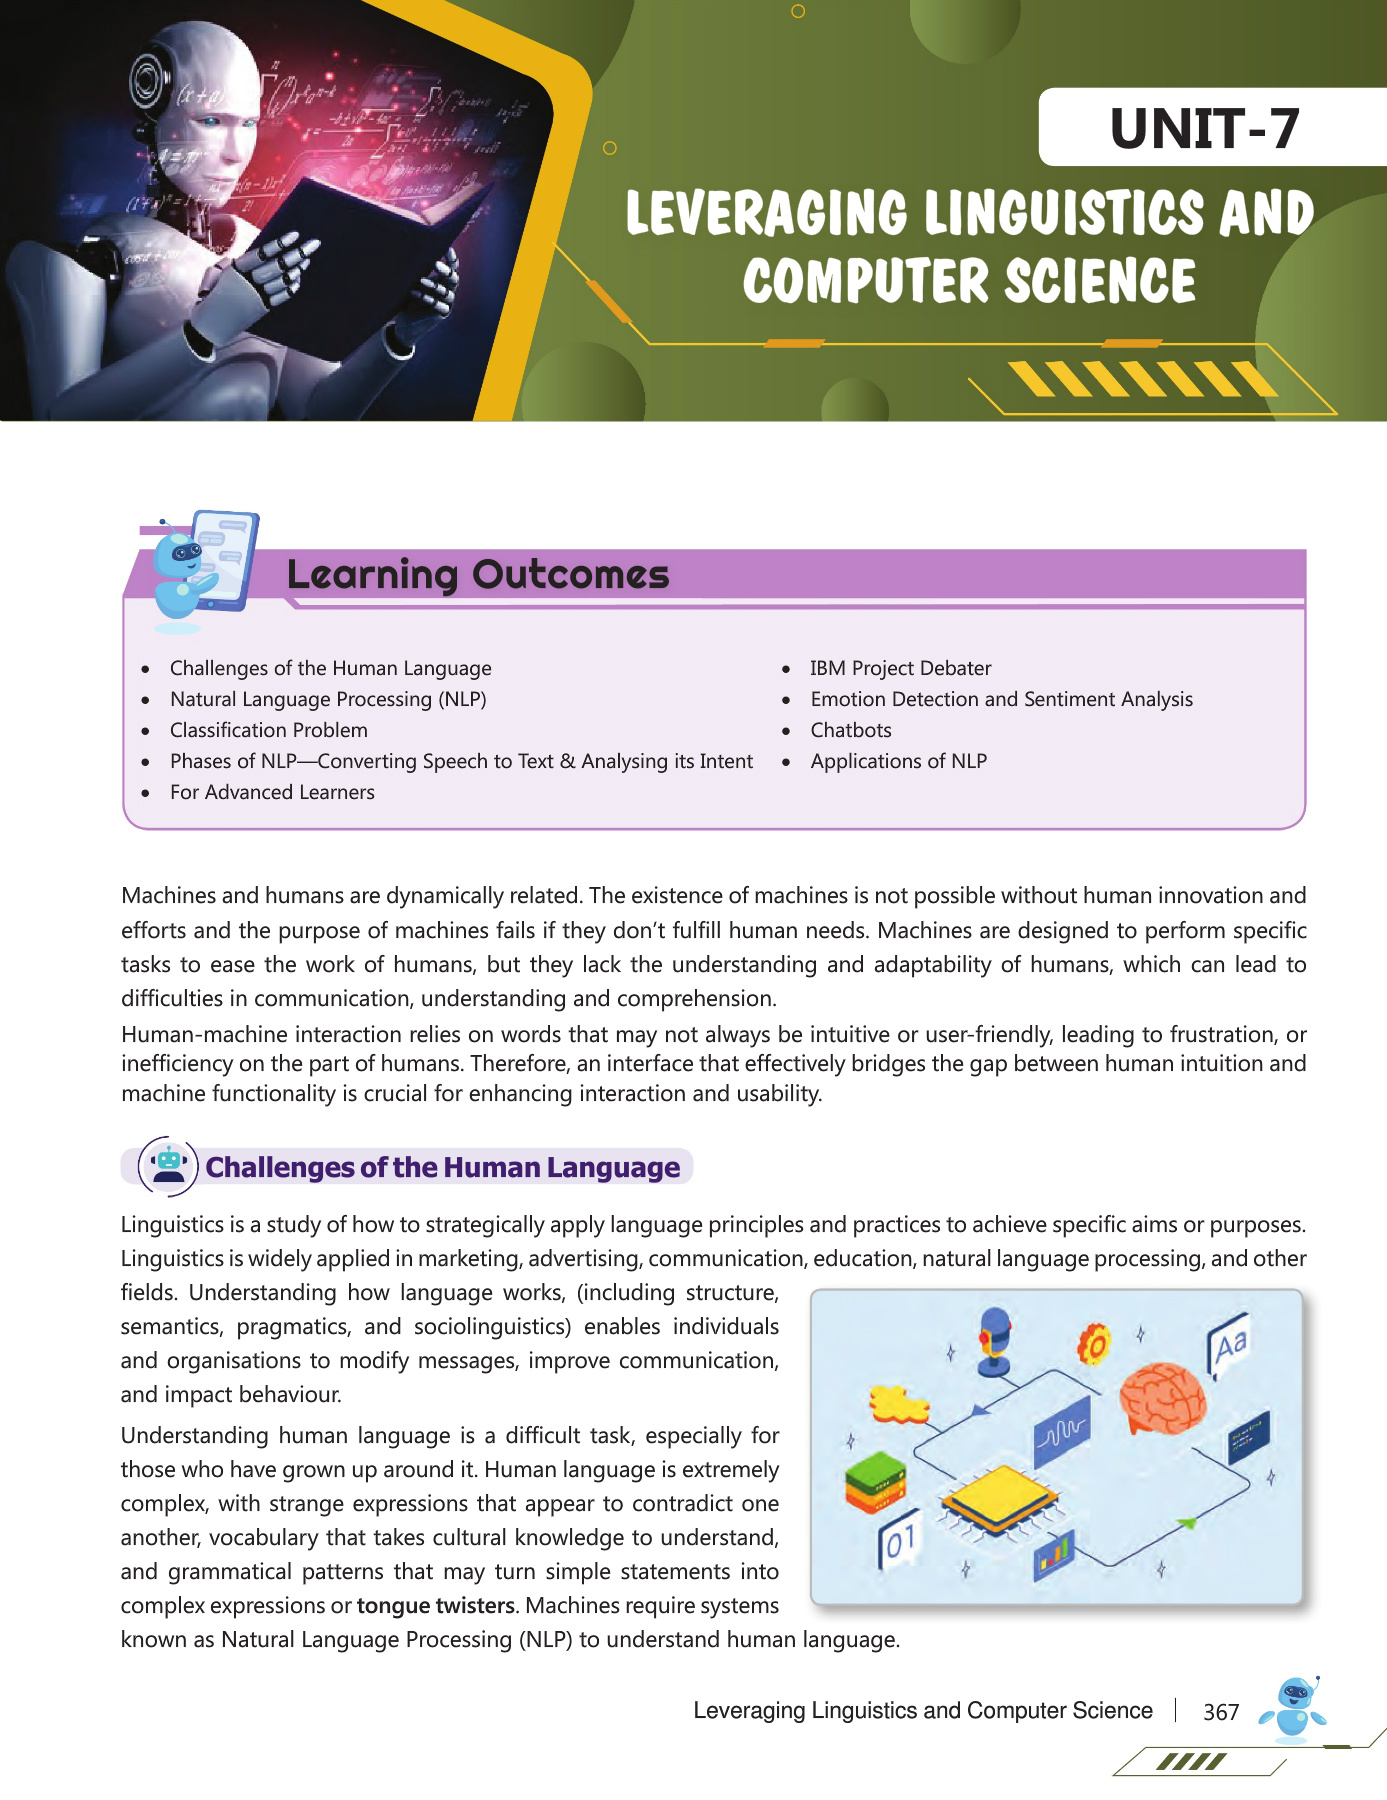 UNIT-7
LEVERAGING LINGUISTICS AND
COMPUTER SCIENCE
Learning Outcomes
• Challenges of the Human Language
• Natural Language Processing (NLP)
• Classification Problem
• Phases of NLP—Converting Speech to Text & Analysing its Intent
• For Advanced Learners
• IBM Project Debater
• Emotion Detection and Sentiment Analysis
• Chatbots
• Applications of NLP
Machines and humans are dynamically related. The existence of machines is not possible without human innovation and
efforts and the purpose of machines fails if they don’t fulfill human needs. Machines are designed to perform specific
tasks to ease the work of humans, but they lack the understanding and adaptability of humans, which can lead to
difficulties in communication, understanding and comprehension.
Human-machine interaction relies on words that may not always be intuitive or user-friendly, leading to frustration, or
inefficiency on the part of humans. Therefore, an interface that effectively bridges the gap between human intuition and
machine functionality is crucial for enhancing interaction and usability.
Challenges of the Human Language
Linguistics is a study of how to strategically apply language principles and practices to achieve specific aims or purposes.
Linguistics is widely applied in marketing, advertising, communication, education, natural language processing, and other
fields. Understanding how language works, (including structure,
semantics, pragmatics, and sociolinguistics) enables individuals
and organisations to modify messages, improve communication,
and impact behaviour.
Understanding human language is a difficult task, especially for
those who have grown up around it. Human language is extremely
complex, with strange expressions that appear to contradict one
another, vocabulary that takes cultural knowledge to understand,
and grammatical patterns that may turn simple statements into
complex expressions or tongue twisters. Machines require systems
known as Natural Language Processing (NLP) to understand human language.
Aa
01
Leveraging Linguistics and Computer Science
367